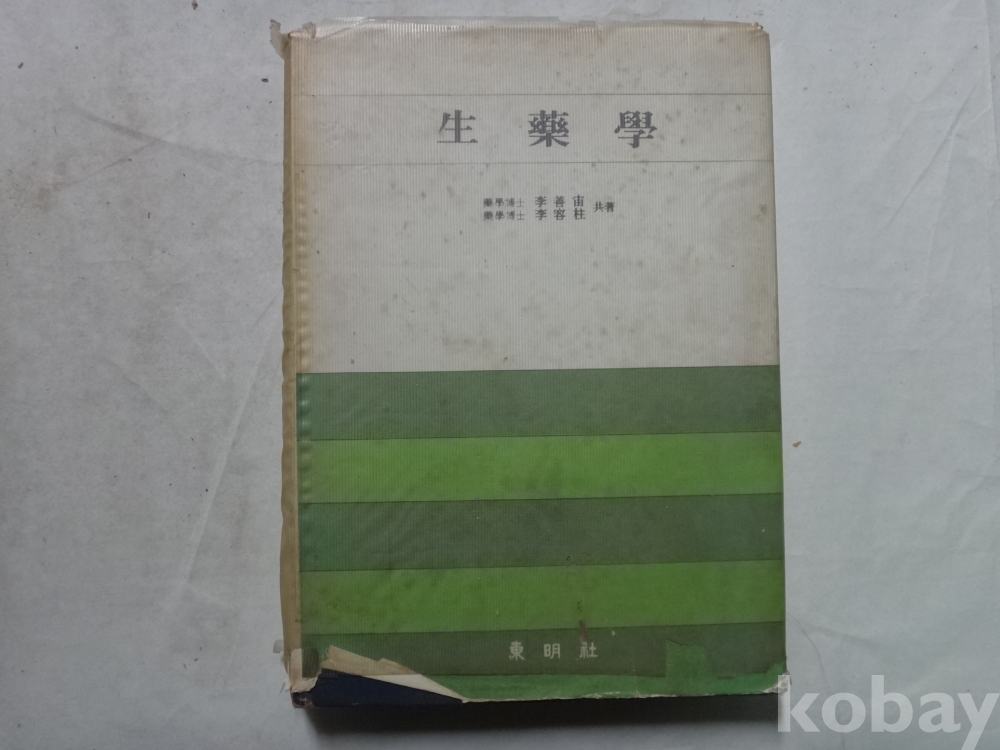 生藥學
藥學博士 李善宙
藥學博士 李容柱
共著
東明社
kobay